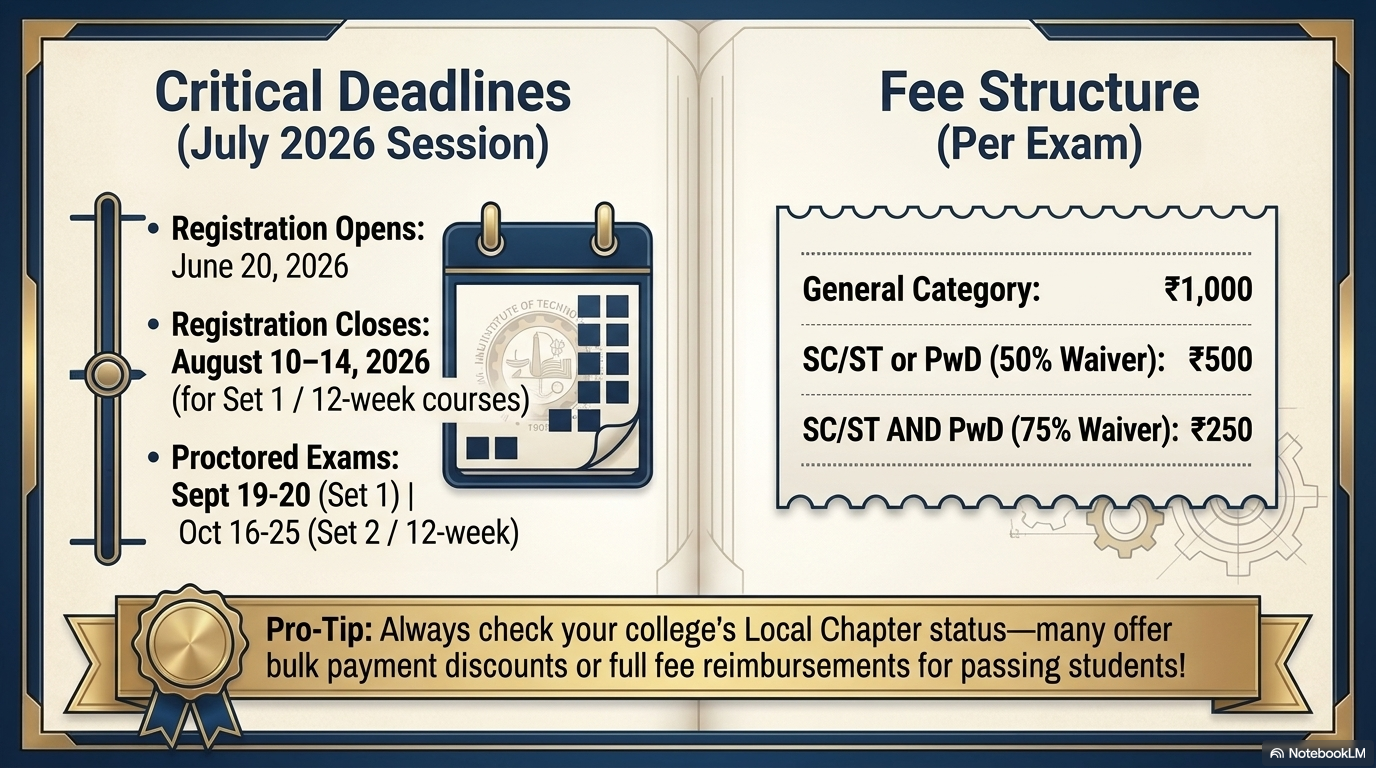 Critical Deadlines
(July 2026 Session)
• Registration Opens:
June 20, 2026
• Registration Closes:
August 10–14, 2026
(for Set 1 / 12-week courses)
• Proctored Exams:
Sept 19-20 (Set 1) |
Oct 16-25 (Set 2 / 12-week)
INSTITUTE OF TECHNOL
Fee Structure
(Per Exam)
General Category: ₹1,000
SC/ST or PwD (50% Waiver): ₹500
SC/ST AND PwD (75% Waiver): ₹250
Pro-Tip: Always check your college’s Local Chapter status—many offer
bulk payment discounts or full fee reimbursements for passing students!
NotebookLM